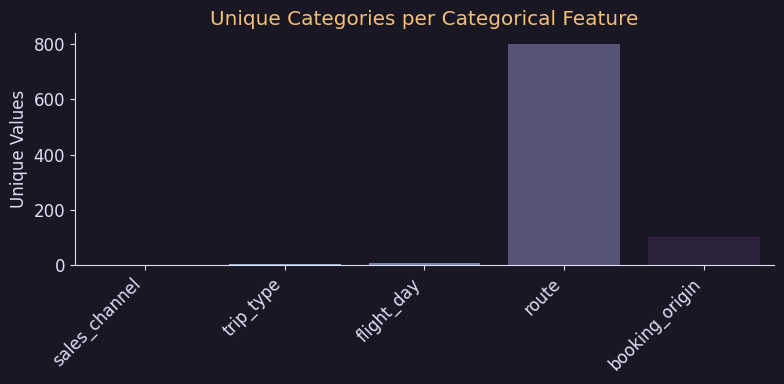 Unique Categories per Categorical Feature
Unique Values
800
600
400
200
0
sales_channel
trip_type
flight_day
route
booking_origin